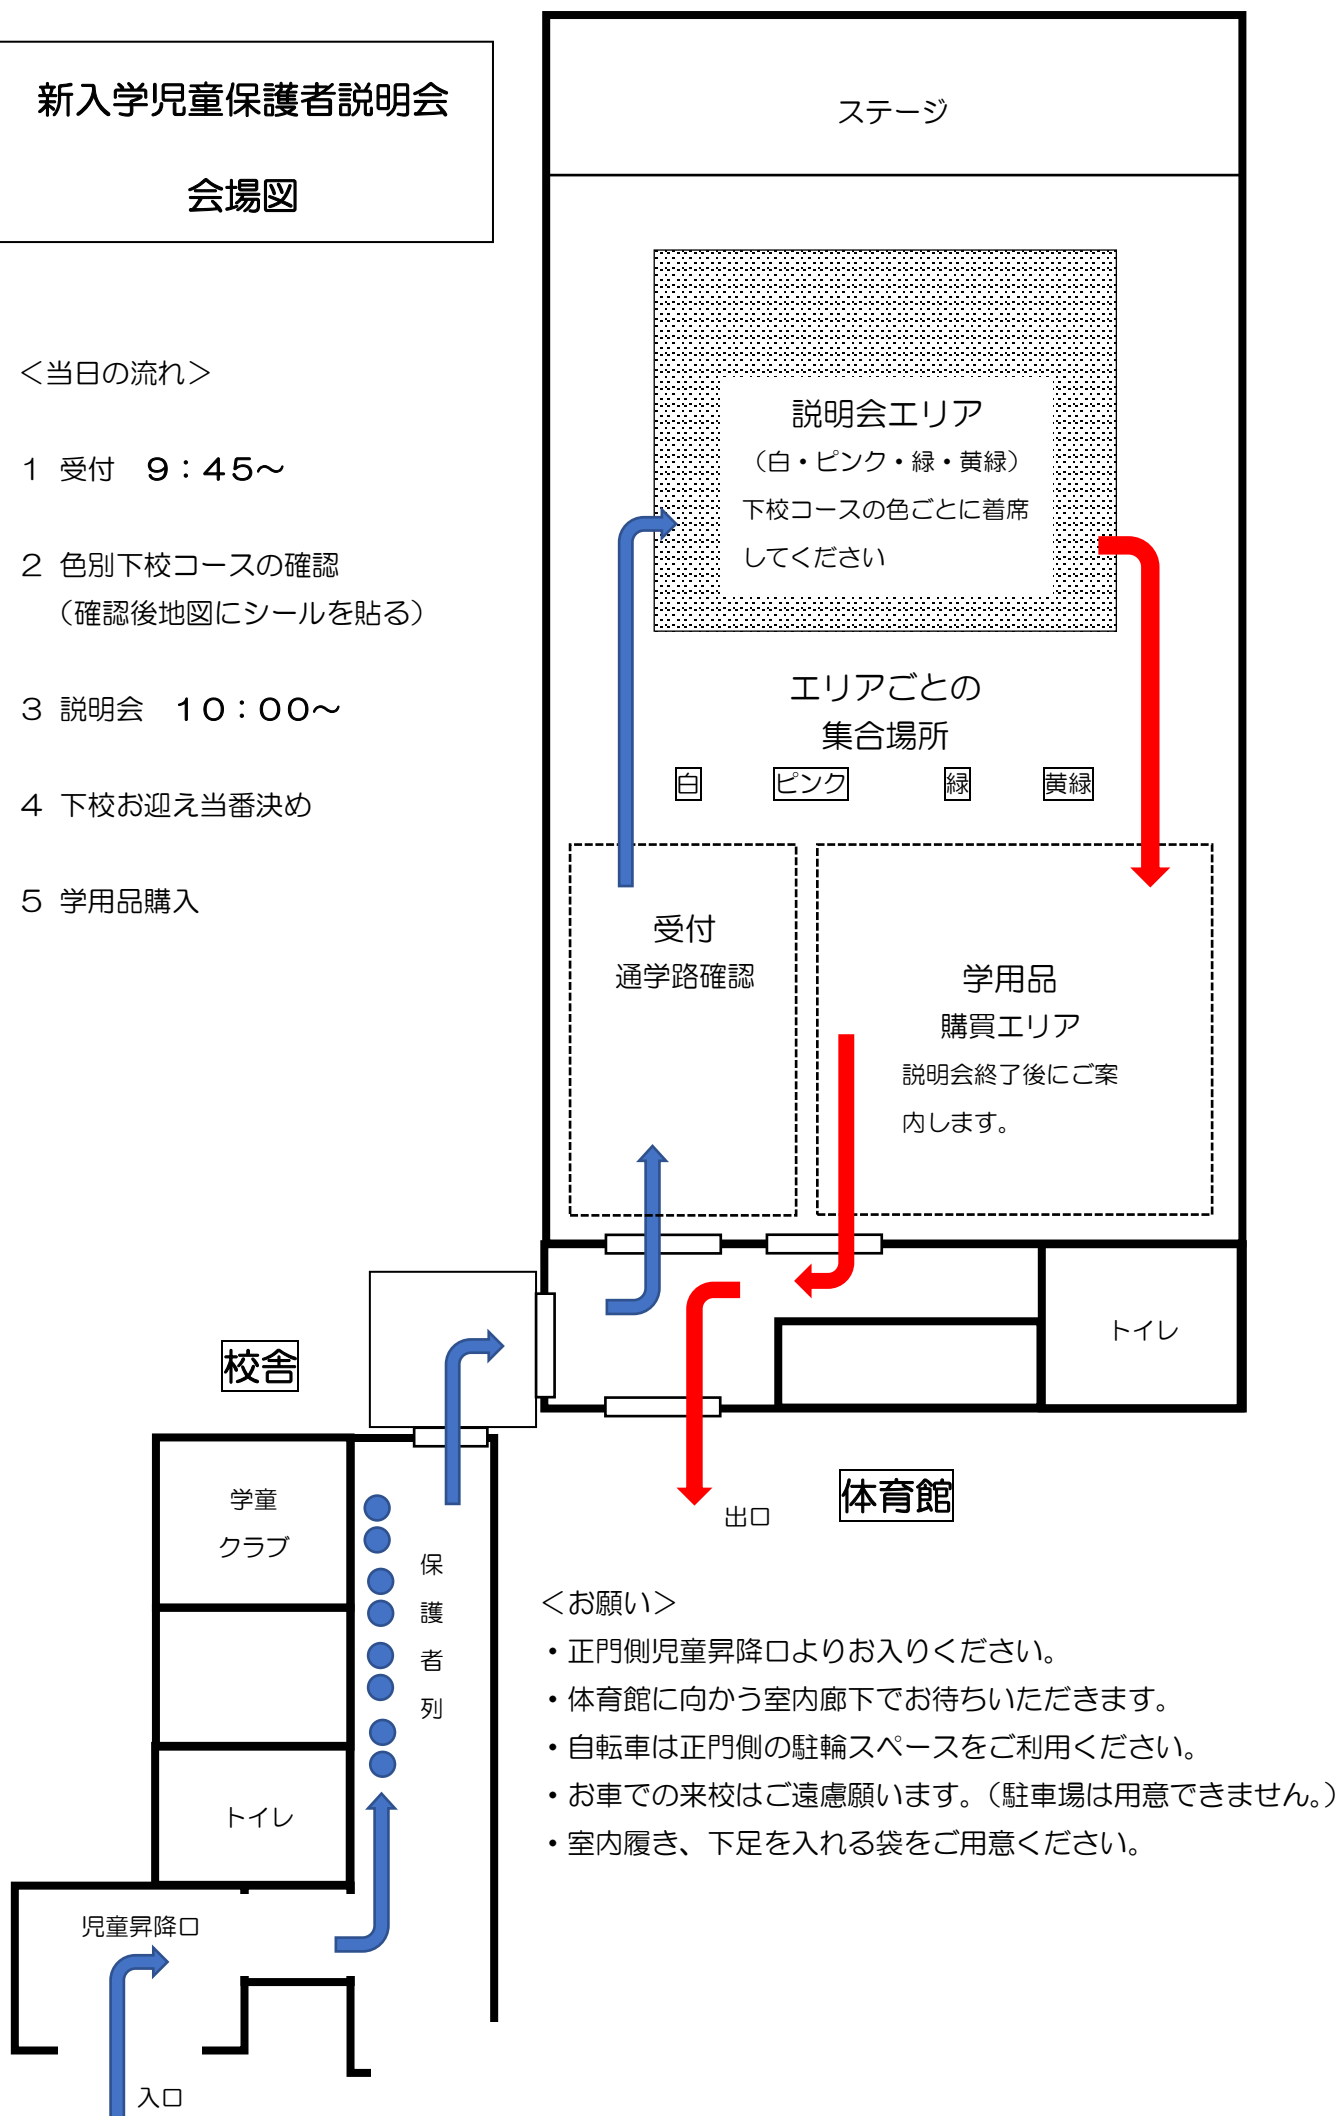 新入学児童保護者説明会
会場図
＜当日の流れ＞
１ 受付　９：４５～
２ 色別下校コースの確認
（確認後地図にシールを貼る）
３ 説明会　１０：００～
４ 下校お迎え当番決め
５ 学用品購入
ステージ
説明会エリア
（白・ピンク・緑・黄緑）
下校コースの色ごとに着席
してください
エリアごとの
集合場所
白　ピンク　緑　黄緑
受付
通学路確認
学用品
購買エリア
説明会終了後にご案
内します。
トイレ
校舎
体育館
出口
学童
クラブ
保護者列
トイレ
児童昇降口
入口
＜お願い＞
・正門側児童昇降口よりお入りください。
・体育館に向かう室内廊下でお待ちいただきます。
・自転車は正門側の駐輪スペースをご利用ください。
・お車での来校はご遠慮願います。（駐車場は用意できません。）
・室内履き、下足を入れる袋をご用意ください。